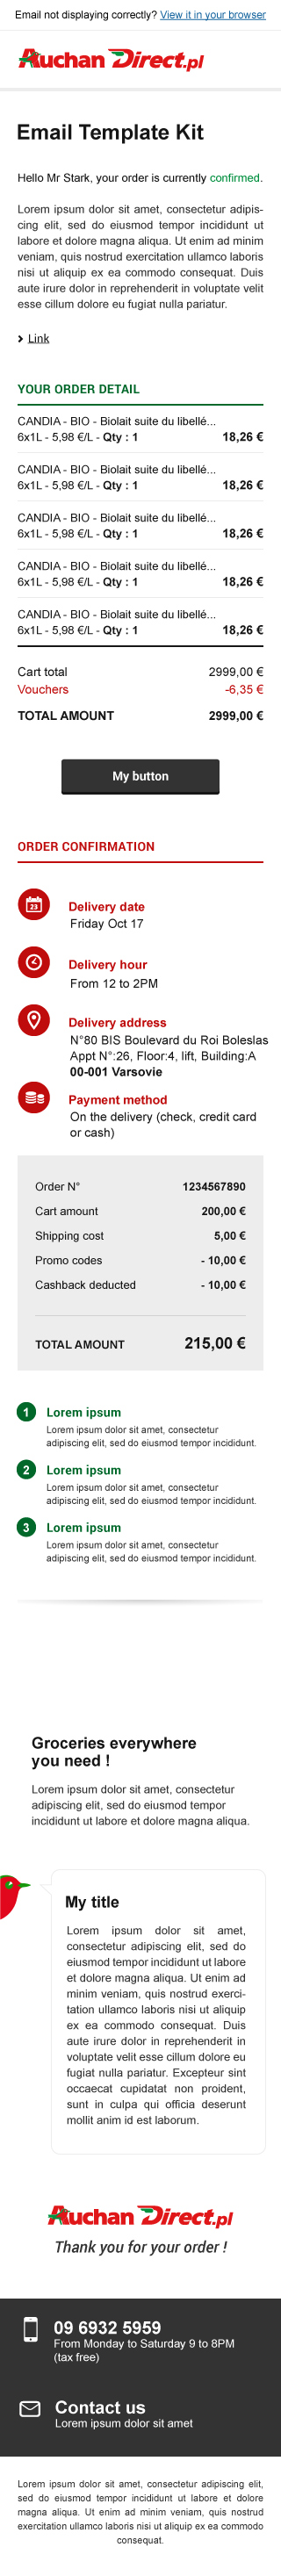 Email not displaying correctly? View it in your browser
Auchan Direct.pl
Email Template Kit
Hello Mr Stark, your order is currently confirmed.
Lorem ipsum dolor sit amet, consectetur adipis-
cing elit, sed do eiusmod tempor incididunt ut
labore et dolore magna aliqua. Ut enim ad minim
veniam, quis nostrud exercitation ullamco laboris
nisi ut aliquip ex ea commodo consequat. Duis
aute irure dolor in reprehenderit in voluptate velit
esse cillum dolore eu fugiat nulla pariatur.
Link
YOUR ORDER DETAIL
CANDIA - BIO - Biolait suite du libellé...
6x1L - 5,98 €/L - Qty : 1 18,26 €
CANDIA - BIO - Biolait suite du libellé...
6x1L - 5,98 €/L - Qty : 1 18,26 €
CANDIA - BIO - Biolait suite du libellé...
6x1L - 5,98 €/L - Qty : 1 18,26 €
CANDIA - BIO - Biolait suite du libellé...
6x1L - 5,98 €/L - Qty : 1 18,26 €
CANDIA - BIO - Biolait suite du libellé...
6x1L - 5,98 €/L - Qty : 1 18,26 €
Cart total 2999,00 €
Vouchers -6,35 €
TOTAL AMOUNT 2999,00 €
My button
ORDER CONFIRMATION
23
Delivery date
Friday Oct 17
Delivery hour
From 12 to 2PM
Delivery address
N°80 BIS Boulevard du Roi Boleslas
Appt N°:26, Floor:4, lift, Building:A
00-001 Varsovie
Payment method
On the delivery (check, credit card
or cash)
Order N° 1234567890
Cart amount 200,00 €
Shipping cost 5,00 €
Promo codes - 10,00 €
Cashback deducted - 10,00 €
TOTAL AMOUNT 215,00 €
1 Lorem ipsum
Lorem ipsum dolor sit amet, consectetur
adipiscing elit, sed do eiusmod tempor incididunt.
2 Lorem ipsum
Lorem ipsum dolor sit amet, consectetur
adipiscing elit, sed do eiusmod tempor incididunt.
3 Lorem ipsum
Lorem ipsum dolor sit amet, consectetur
adipiscing elit, sed do eiusmod tempor incididunt.
Groceries everywhere
you need !
Lorem ipsum dolor sit amet, consectetur
adipiscing elit, sed do eiusmod tempor
incididunt ut labore et dolore magna aliqua.
My title
Lorem ipsum dolor sit amet,
consectetur adipiscing elit, sed do
eiusmod tempor incididunt ut labore
et dolore magna aliqua. Ut enim ad
minim veniam, quis nostrud exerci-
tation ullamco laboris nisi ut aliquip
ex ea commodo consequat. Duis
aute irure dolor in reprehenderit in
voluptate velit esse cillum dolore eu
fugiat nulla pariatur. Excepteur sint
occaecat cupidatat non proident,
sunt in culpa qui officia deserunt
mollit anim id est laborum.
Auchan Direct.pl
Thank you for your order !
09 6932 5959
From Monday to Saturday 9 to 8PM
(tax free)
Contact us
Lorem ipsum dolor sit amet
Lorem ipsum dolor sit amet, consectetur adipiscing elit,
sed do eiusmod tempor incididunt ut labore et dolore
magna aliqua. Ut enim ad minim veniam, quis nostrud
exercitation ullamco laboris nisi ut aliquip ex ea commodo
consequat.